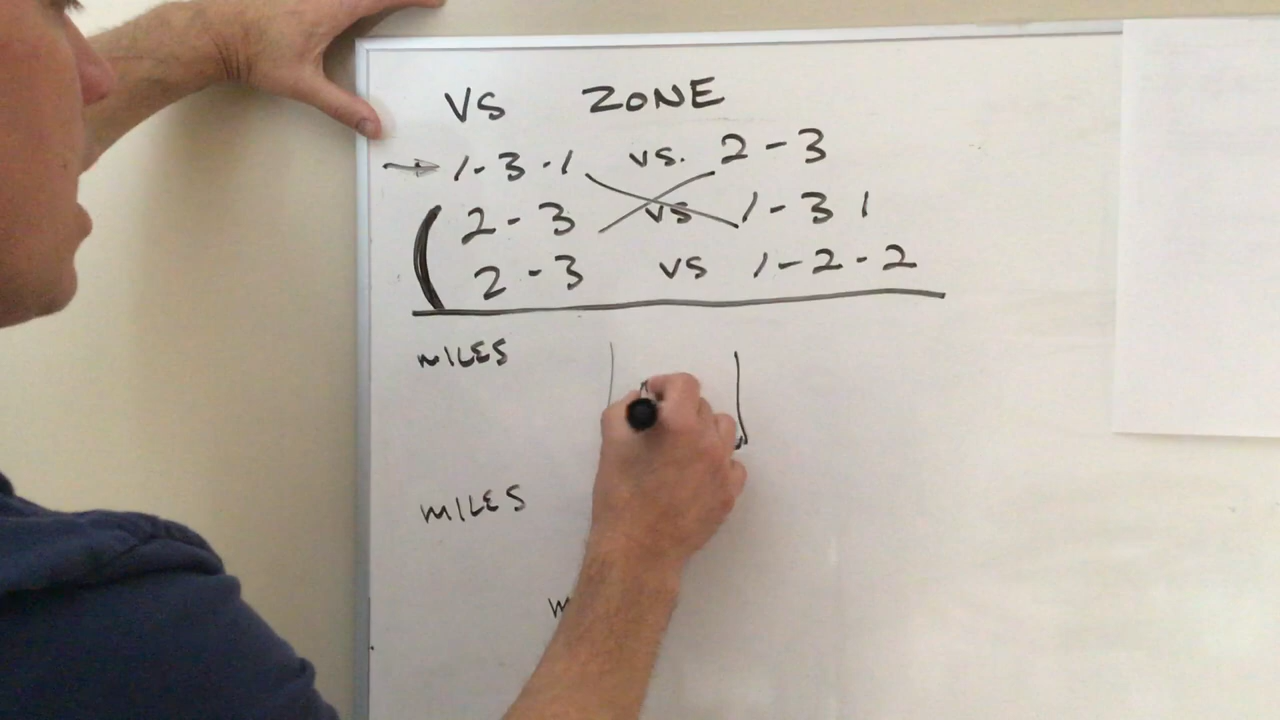 VS ZONE
→ 1-3-1 vs. 2-3
2-3 vs 1-3 1
2-3 vs 1-2-2
MILES
MILES